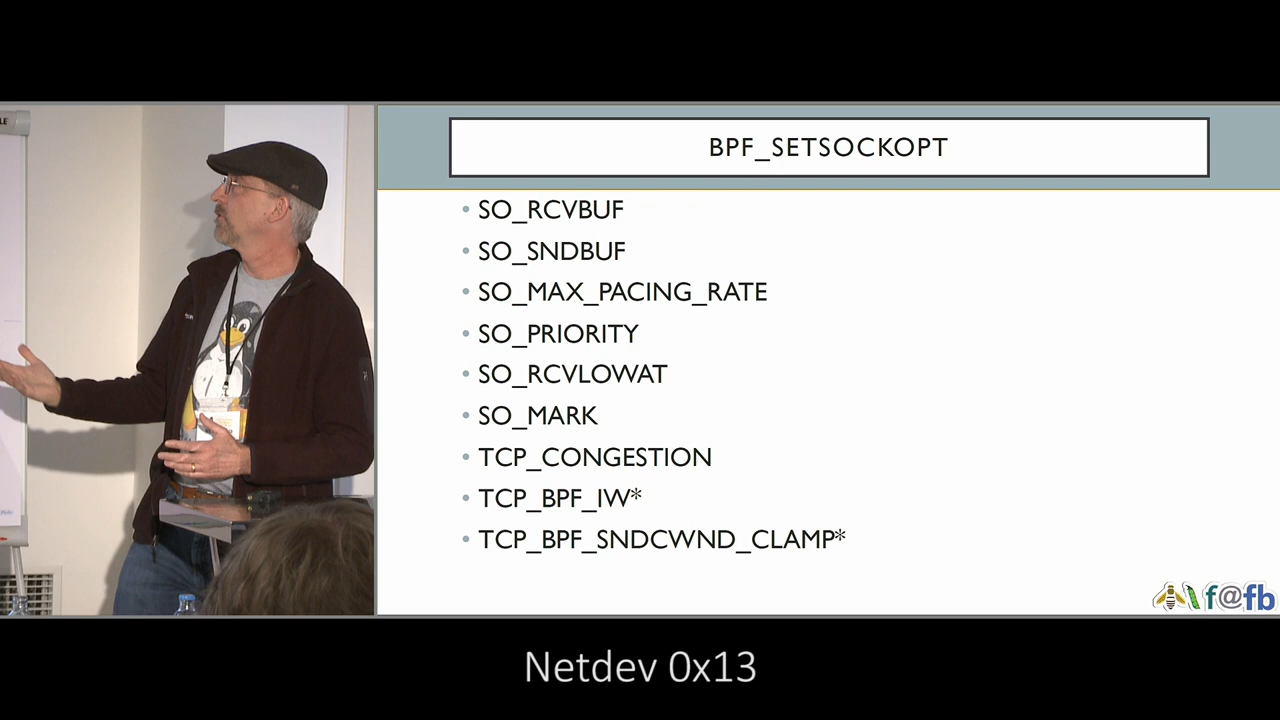 BPF_SETSOCKOPT
SO_RCVBUF
SO_SNDBUF
SO_MAX_PACING_RATE
SO_PRIORITY
SO_RCVLOWAT
SO_MARK
TCP_CONGESTION
TCP_BPF_IW*
TCP_BPF_SNDCWND_CLAMP*
f@fb
Netdev 0x13